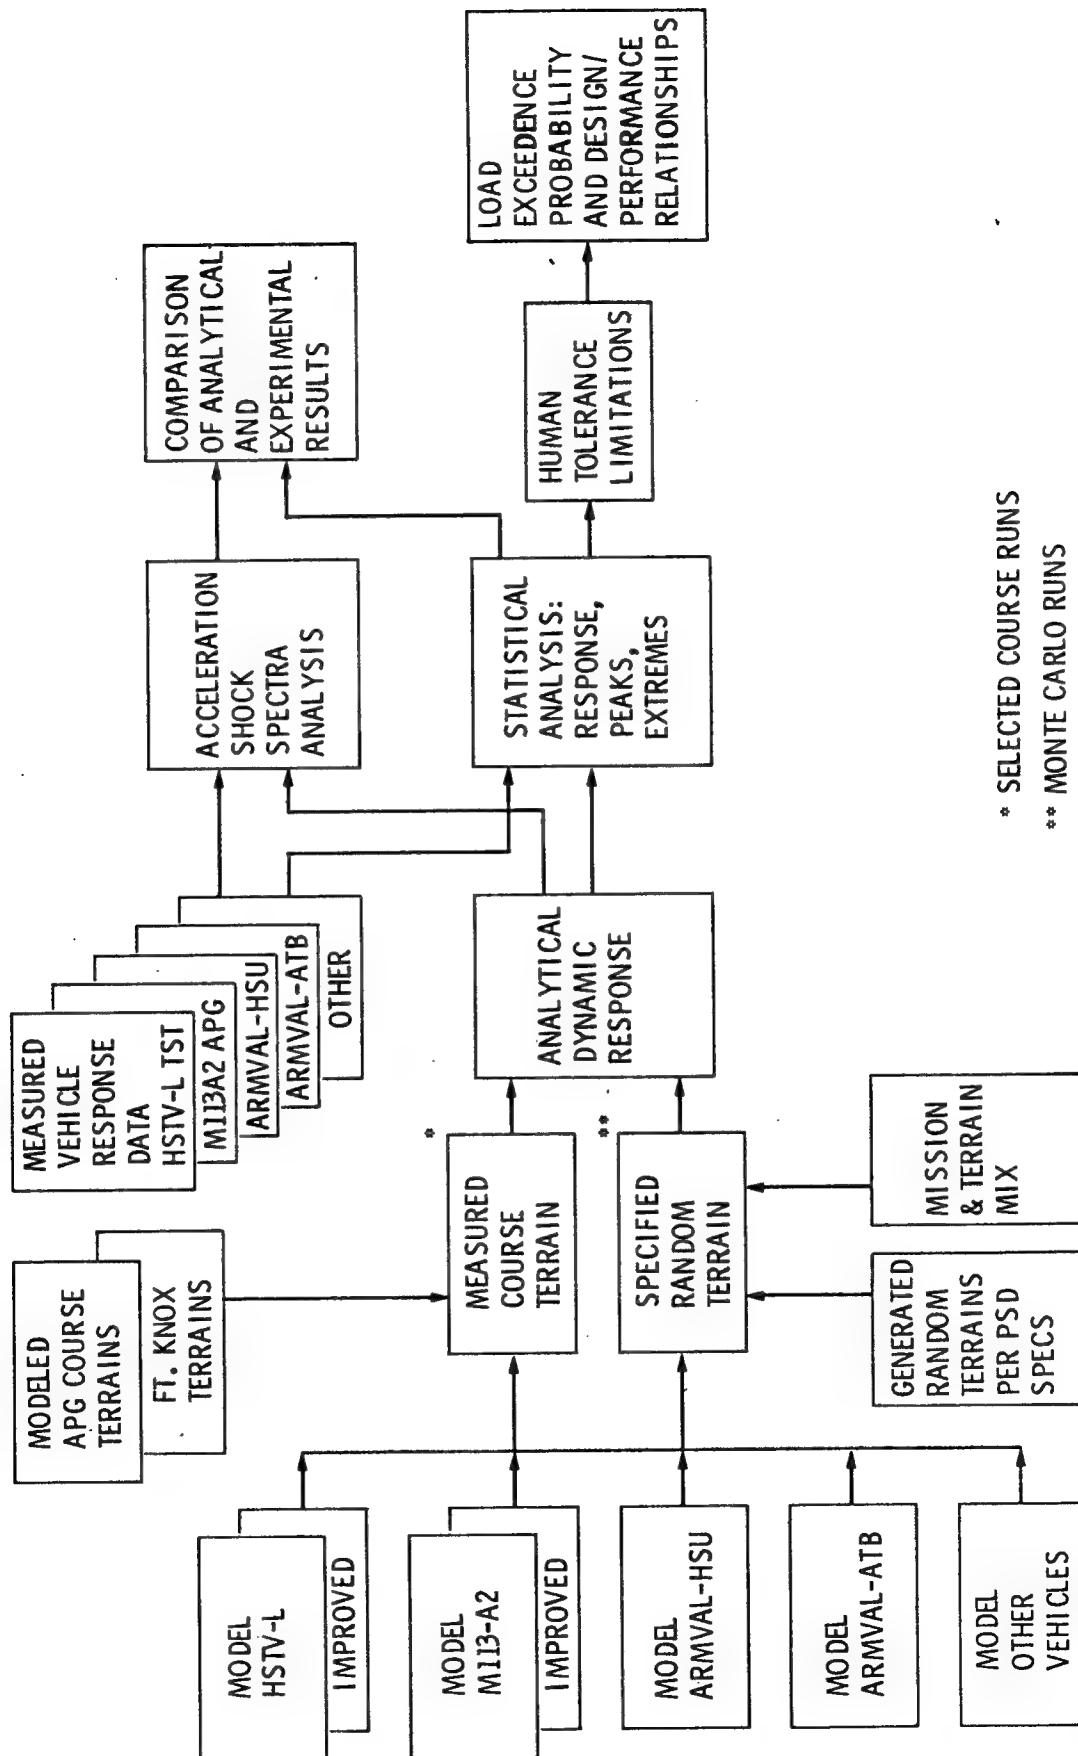 MODEL
HSTV-L
IMPROVED
MODEL
M113-A2
IMPROVED
MODEL
ARMVAL-HSU
MODEL
ARMVAL-ATB
MODEL
OTHER
VEHICLES
MODELED
APG COURSE
TERRAINS
FT. KNOX
TERRAINS
MEASURED
COURSE
TERRAIN
*
SPECIFIED
RANDOM
TERRAIN
**
GENERATED
RANDOM
TERRAINS
PER PSD
SPECS
MISSION
& TERRAIN
MIX
MEASURED
VEHICLE
RESPONSE
DATA
HSTV-L TST
M113A2 APG
ARMVAL-HSU
ARMVAL-ATB
OTHER
ANALYTICAL
DYNAMIC
RESPONSE
ACCELERATION
SHOCK
SPECTRA
ANALYSIS
STATISTICAL
ANALYSIS:
RESPONSE,
PEAKS,
EXTREMES
COMPARISON
OF ANALYTICAL
AND
EXPERIMENTAL
RESULTS
HUMAN
TOLERANCE
LIMITATIONS
LOAD
EXCEEDENCE
PROBABILITY
AND DESIGN/
PERFORMANCE
RELATIONSHIPS
* SELECTED COURSE RUNS
** MONTE CARLO RUNS